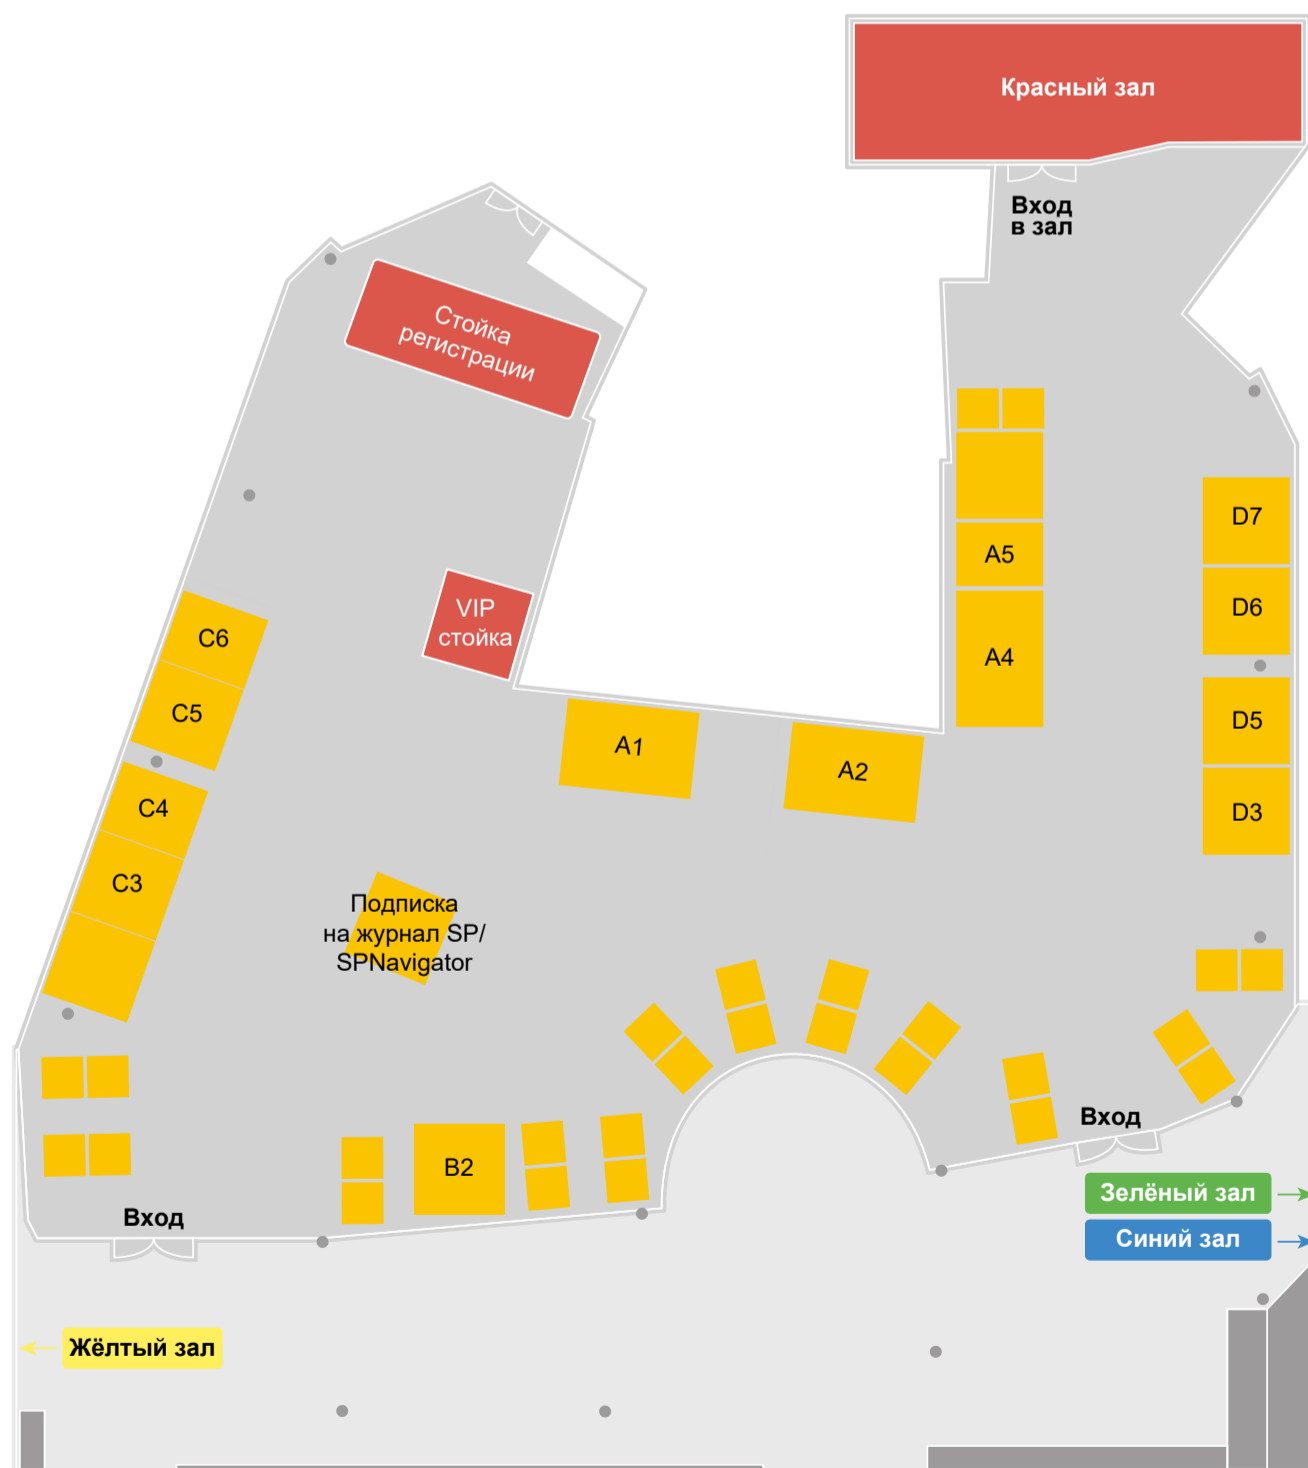 Красный зал
Вход
в зал
Стойка
регистрации
VIP
стойка
A5
A4
D7
D6
D5
D3
C6
C5
C4
C3
A1
A2
Подписка
на журнал SP/
SPNavigator
B2
Вход
Вход
Зелёный зал
Синий зал
Жёлтый зал